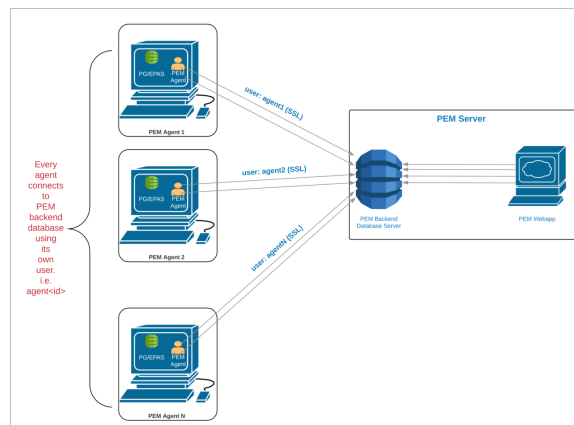 Every
agent
connects
to
PEM
backend
database
using
its
own
user.
i.e.
agent<id>
PG/EPAS
PEM
Agent
PEM Agent 1
PG/EPAS
PEM
Agent
PEM Agent 2
PG/EPAS
PEM
Agent
PEM Agent N
user: agent1 (SSL)
user: agent2 (SSL)
user: agentN (SSL)
PEM Server
PEM Backend
Database Server
PEM Webapp